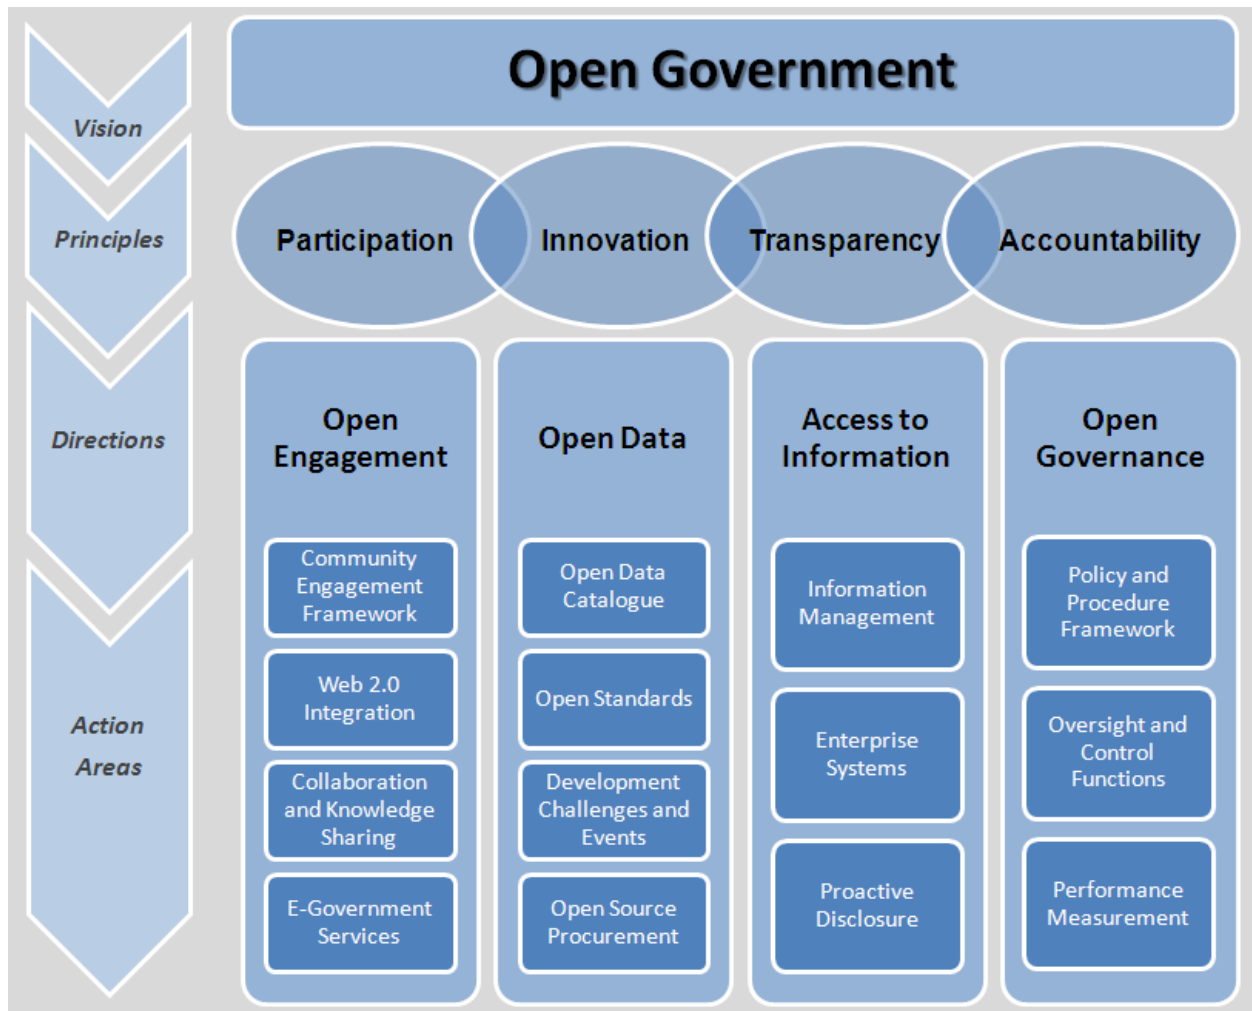 Open Government
Vision
Principles
Participation
Innovation
Transparency
Accountability
Directions
Open
Engagement
Open Data
Access to
Information
Open
Governance
Action
Areas
Community
Engagement
Framework
Web 2.0
Integration
Collaboration
and Knowledge
Sharing
E-Government
Services
Open Data
Catalogue
Open Standards
Development
Challenges and
Events
Open Source
Procurement
Information
Management
Enterprise
Systems
Proactive
Disclosure
Policy and
Procedure
Framework
Oversight and
Control
Functions
Performance
Measurement